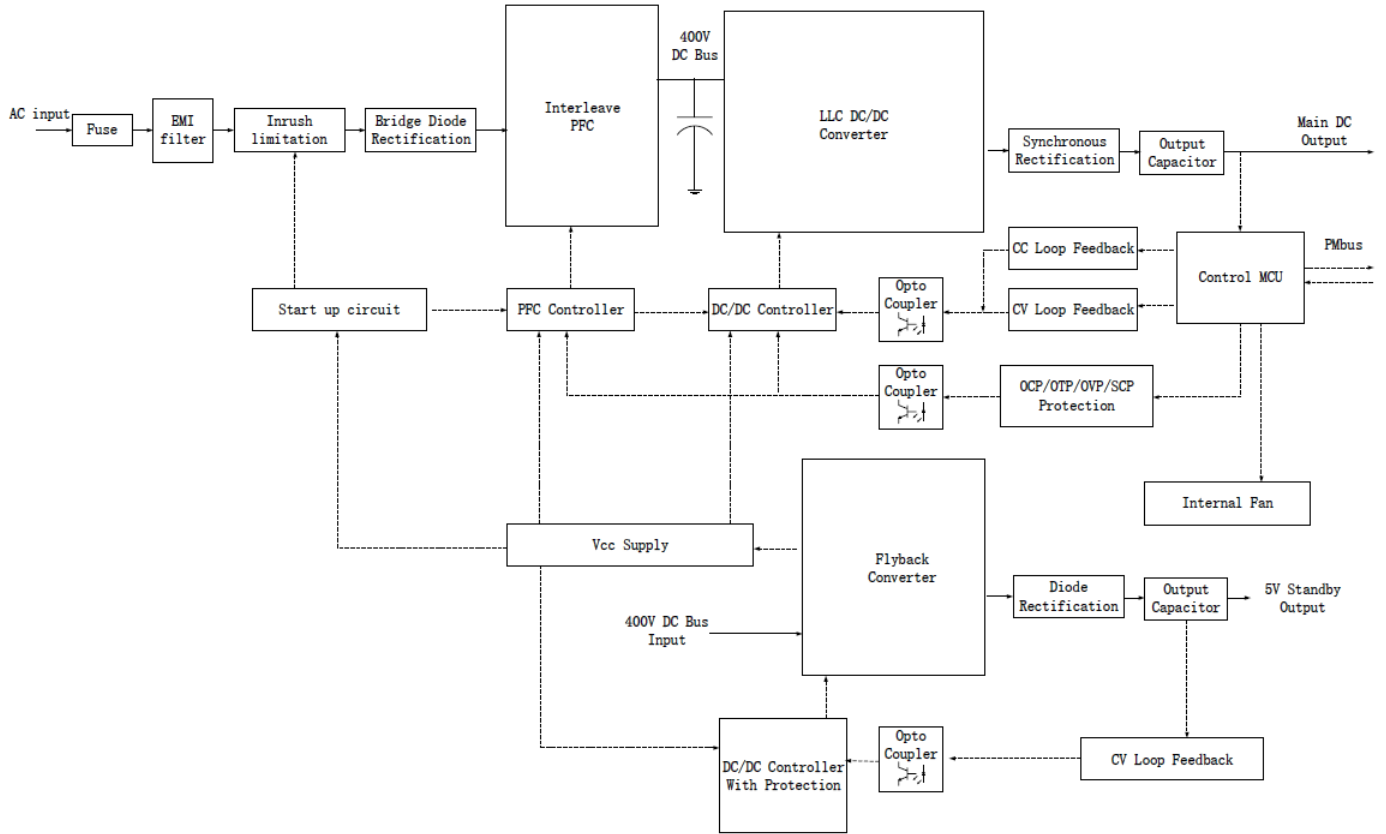 AC input
Fuse
EMI
filter
Inrush
limitation
Bridge Diode
Rectification
Interleave
PFC
400V
DC Bus
LLC DC/DC
Converter
Synchronous
Rectification
Output
Capacitor
Main DC
Output
CC Loop Feedback
Control MCU
PMbus
Start up circuit
PFC Controller
DC/DC Controller
Opto
Coupler
CV Loop Feedback
Opto
Coupler
OCP/OTP/OVP/SCP
Protection
Internal Fan
Vcc Supply
Flyback
Converter
400V DC Bus
Input
Diode
Rectification
Output
Capacitor
5V Standby
Output
DC/DC Controller
With Protection
Opto
Coupler
CV Loop Feedback